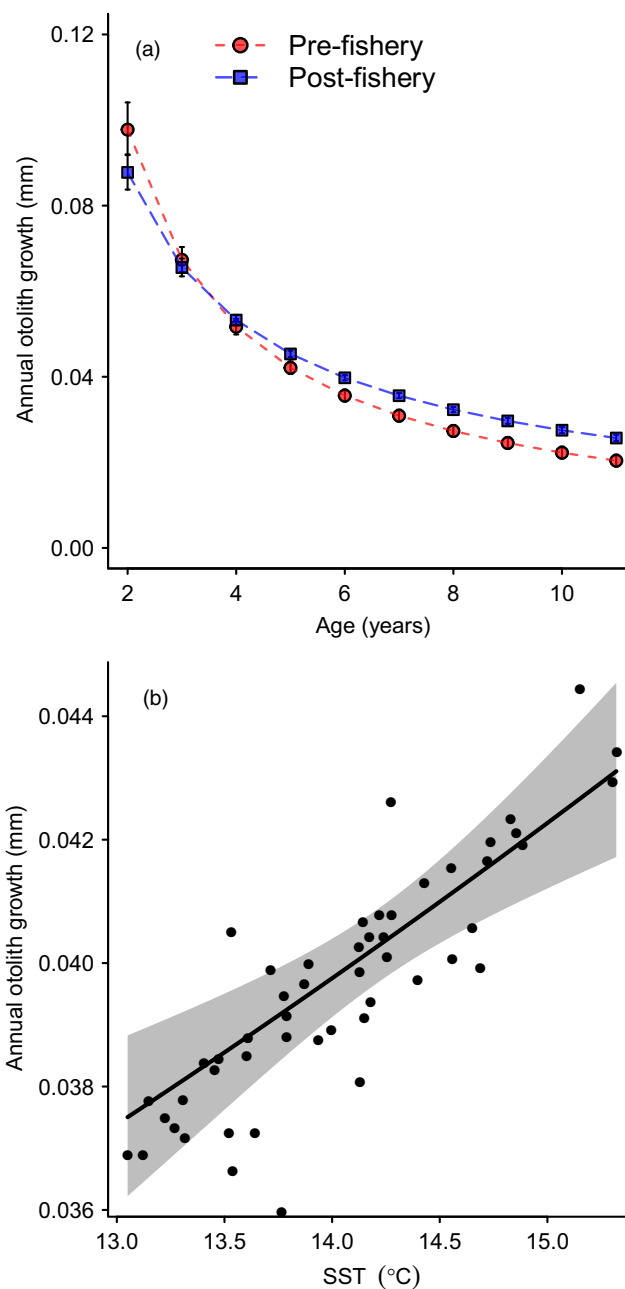 0.12
(a)
Pre-fishery
Post-fishery
0.08
0.04
0.00
Annual otolith growth (mm)
2 4 6 8 10
Age (years)
(b)
0.044
0.042
0.040
0.038
0.036
Annual otolith growth (mm)
13.0 13.5 14.0 14.5 15.0
SST (°C)